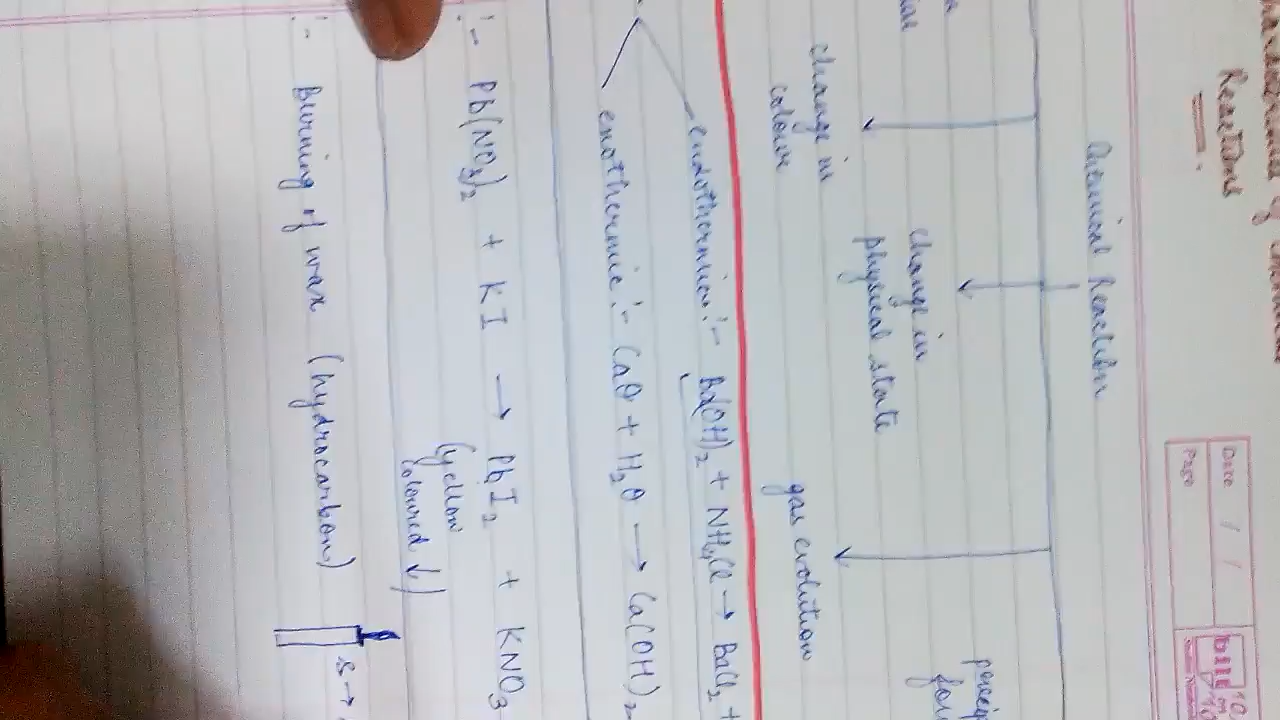 Reactions
Date / /
Page
Chemical Reaction
change in
colour
change in
physical state
gas evolution
endothermic:- Ba(OH)₂ + NH₄Cl → BaCl₂ +
exothermic :- CaO + H₂O → Ca(OH)₂
:- Pb(NO₃)₂ + KI → PbI₂ + KNO₃
(yellow
coloured ↓)
:- Burning of wax (hydrocarbon)
s →